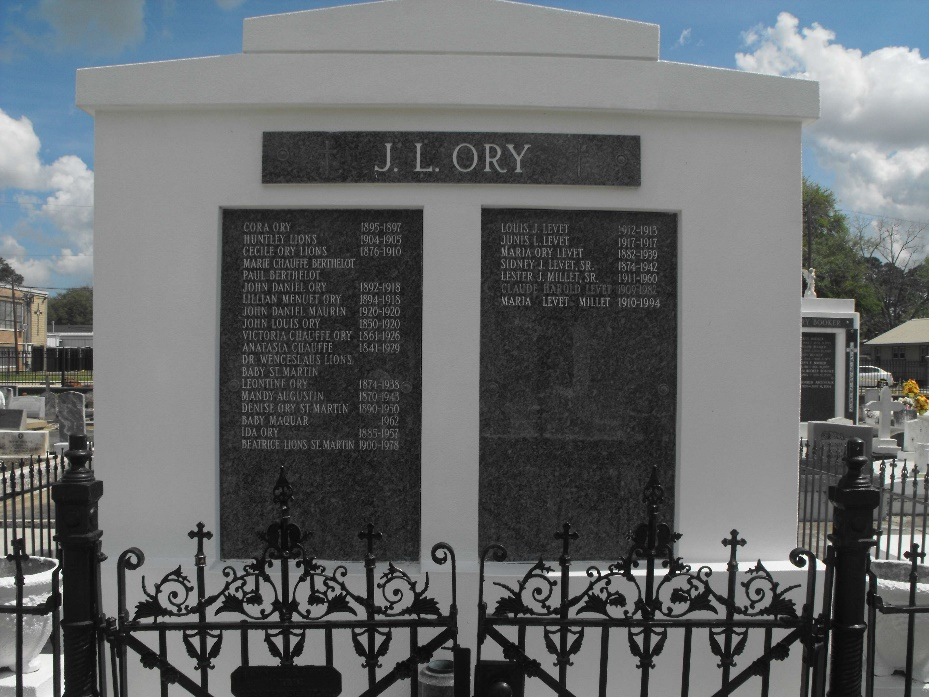 J. L. ORY
CORA ORY 1895-1897
HUNTLEY LIONS 1904-1905
CECILE ORY LIONS 1876-1910
MARIE CHAUFFE BERTHELOT
PAUL BERTHELOT
JOHN DANIEL ORY 1892-1918
LILLIAN MENUET ORY 1894-1918
JOHN DANIEL MAURIN 1920-1920
JOHN LOUIS ORY 1850-1920
VICTORIA CHAUFFE ORY 1861-1926
ANATASIA CHAUFFE 1841-1929
DR. WENCESLAUS LIONS
BABY ST. MARTIN
LEONTINE ORY 1874-1938
MANDY AUGUSTIN 1870-1943
DENISE ORY ST. MARTIN 1890-1950
BABY MAQUAR 1962
IDA ORY 1885-1957
BEATRICE LIONS ST. MARTIN 1900-1978
LOUIS J. LEVET 1912-1913
JUNIS L. LEVET 1917-1917
MARIA ORY LEVET 1882-1939
SIDNEY J. LEVET, SR. 1874-1942
LESTER J. MILLET, SR. 1911-1960
CLAUDE HAROLD LEVET
MARIA LEVET MILLET 1910-1994
BOOKER